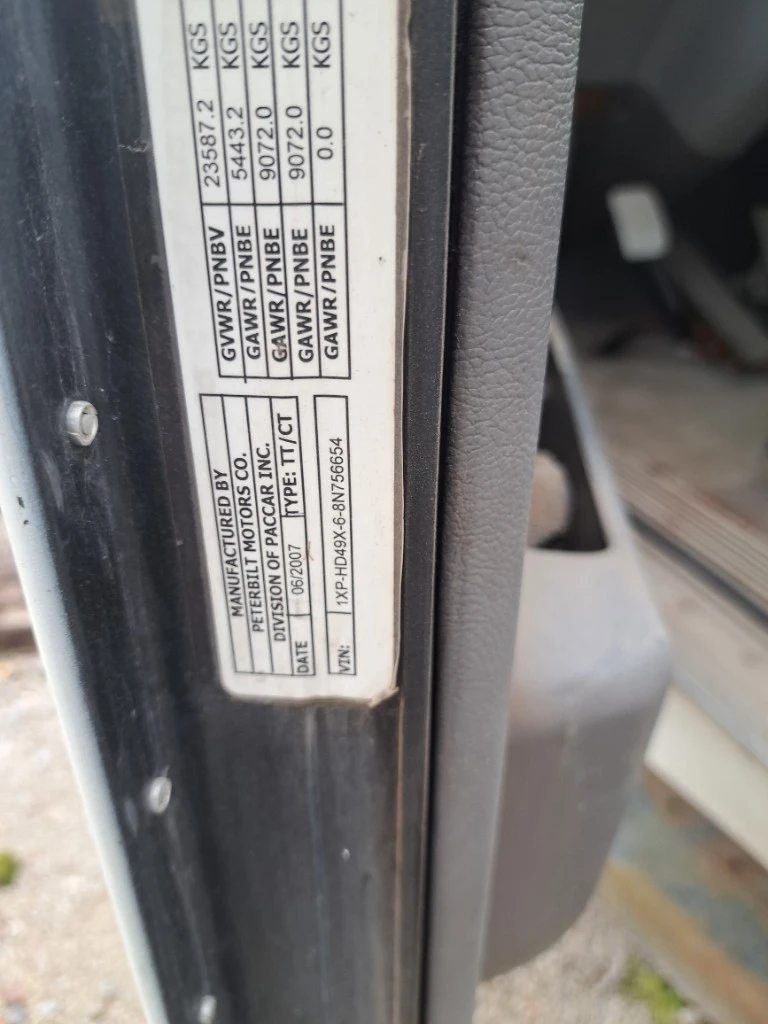 MANUFACTURED BY
PETERBILT MOTORS CO.
DIVISION OF PACCAR INC.
DATE 06/2007 TYPE: TT/CT
VIN: 1XP-HD49X-6-8N756654
GVWR/PNBV 23587.2 KGS
GAWR/PNBE 5443.2 KGS
GAWR/PNBE 9072.0 KGS
GAWR/PNBE 9072.0 KGS
GAWR/PNBE 0.0 KGS